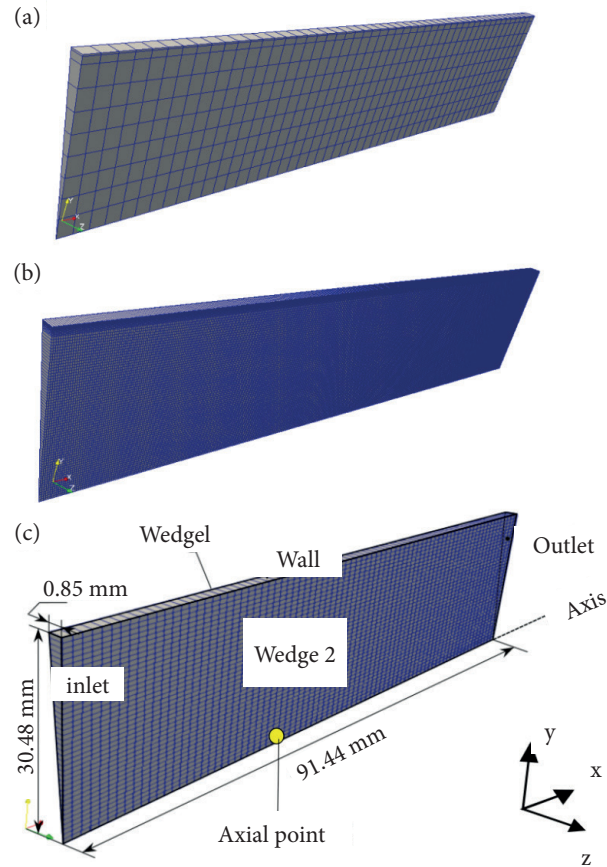 (a)
Y
X
Z
(b)
Y
X
Z
(c)
Wedgel
Wall
Outlet
0.85 mm
Axis
Wedge 2
inlet
30.48 mm
91.44 mm
Axial point
y
x
z